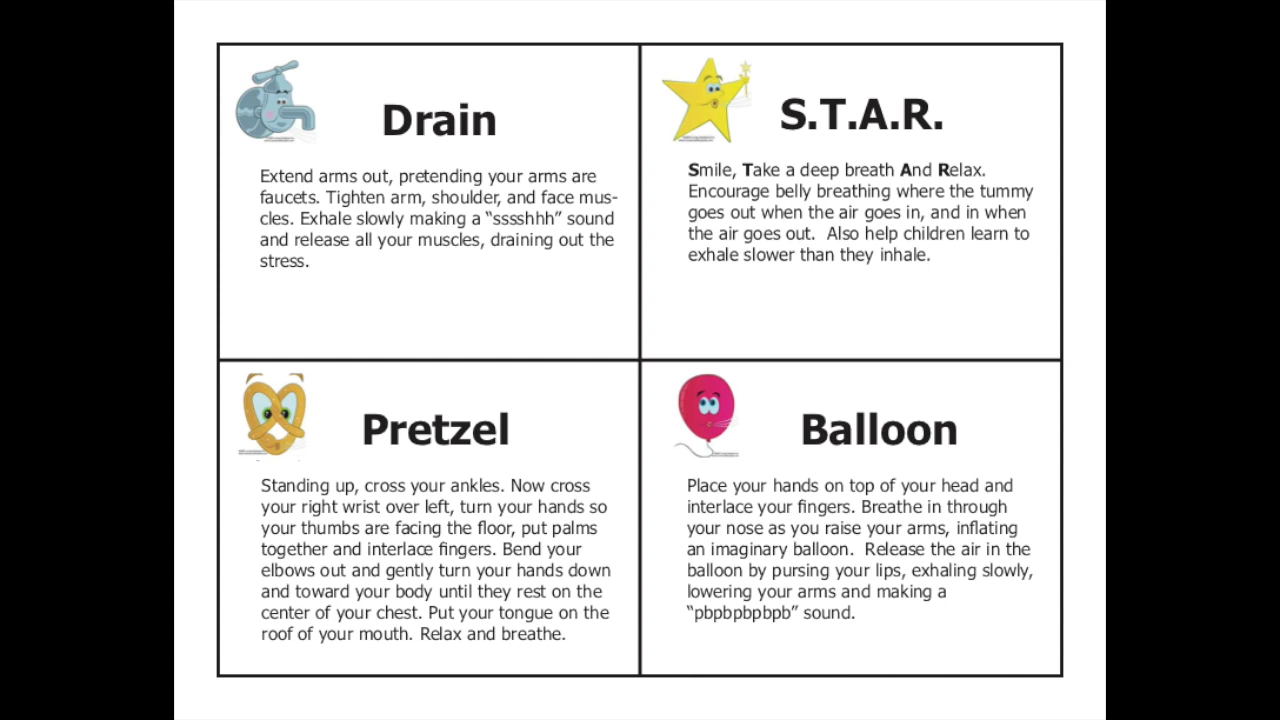 Drain
Extend arms out, pretending your arms are
faucets. Tighten arm, shoulder, and face mus-
cles. Exhale slowly making a “sssshhh” sound
and release all your muscles, draining out the
stress.
S.T.A.R.
Smile, Take a deep breath And Relax.
Encourage belly breathing where the tummy
goes out when the air goes in, and in when
the air goes out.  Also help children learn to
exhale slower than they inhale.
Pretzel
Standing up, cross your ankles. Now cross
your right wrist over left, turn your hands so
your thumbs are facing the floor, put palms
together and interlace fingers. Bend your
elbows out and gently turn your hands down
and toward your body until they rest on the
center of your chest. Put your tongue on the
roof of your mouth. Relax and breathe.
Balloon
Place your hands on top of your head and
interlace your fingers. Breathe in through
your nose as you raise your arms, inflating
an imaginary balloon.  Release the air in the
balloon by pursing your lips, exhaling slowly,
lowering your arms and making a
“pbpbpbpbpb” sound.